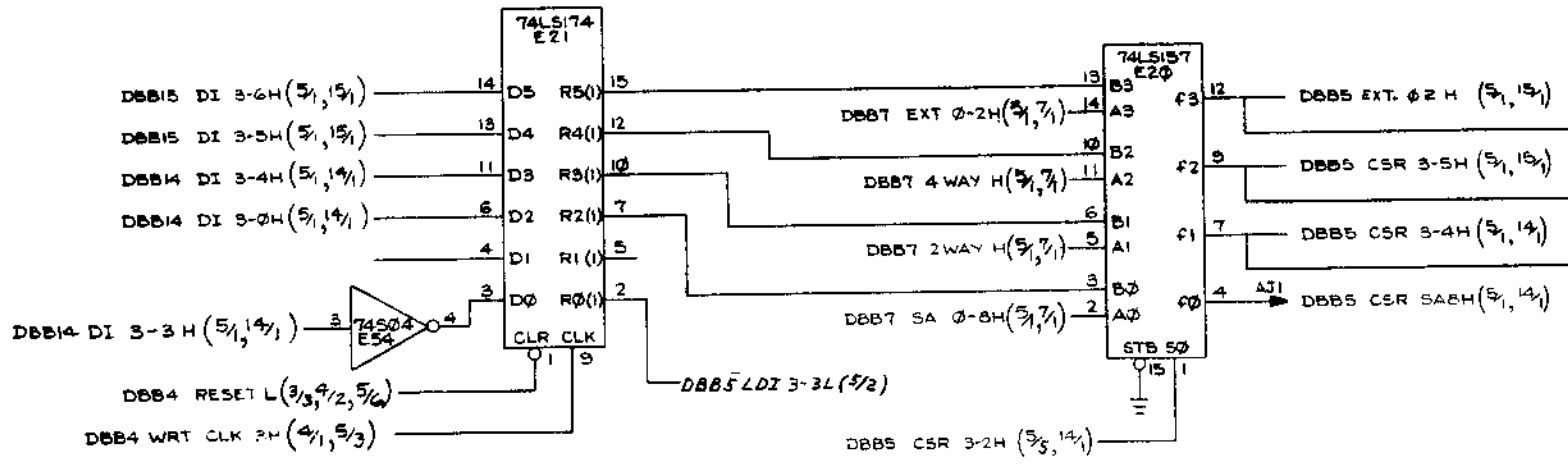 74LS174
E21
DBB15 DI 3-6H (5/1, 15/1) 14 D5 R5(1) 15
DBB15 DI 3-5H (5/1, 15/1) 13 D4 R4(1) 12
DBB14 DI 3-4H (5/1, 14/1) 11 D3 R3(1) 10
DBB14 DI 3-0H (5/1, 14/1) 6 D2 R2(1) 7
4 D1 R1(1) 5
3 D0 R0(1) 2
DBB14 DI 3-3 H (5/1, 14/1) 3 74S04 4
E54
CLR CLK
1 9
DBB4 RESET L (3/3, 4/2, 5/6)
DBB4 WRT CLK 3H (4/1, 5/3)
DBB5 LDI 3-3L (5/2)
74LS157
E20
13 B3
DBB7 EXT 0-2H (5/1, 7/1) 14 A3
10 B2
DBB7 4 WAY H (5/1, 7/1) 11 A2
6 B1
DBB7 2WAY H (5/1, 7/1) 5 A1
3 B0
DBB7 SA 0-8H (5/1, 7/1) 2 A0
f3 12 DBB5 EXT. 02 H (5/1, 15/1)
f2 9 DBB5 CSR 3-5H (5/1, 15/1)
f1 7 DBB5 CSR 3-4H (5/1, 14/1)
f0 4 AJ1 DBB5 CSR SA8H (5/1, 14/1)
STB S0
15 1
DBB5 CSR 3-2H (5/5, 14/1)